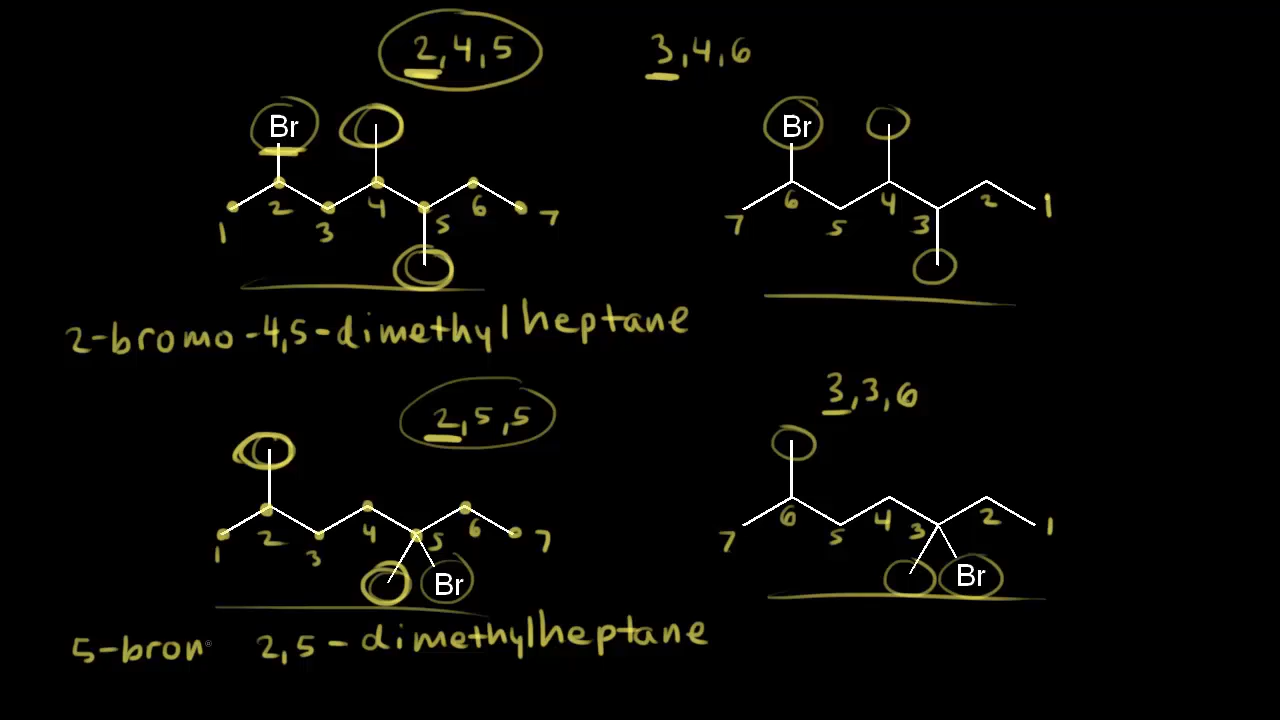 2,4,5 3,4,6
Br Br
1 2 3 4 5 6 7 7 6 5 4 3 2 1
2-bromo-4,5-dimethylheptane
2,5,5 3,3,6
1 2 3 4 5 6 7 7 6 5 4 3 2 1
Br Br
5-brom 2,5-dimethylheptane